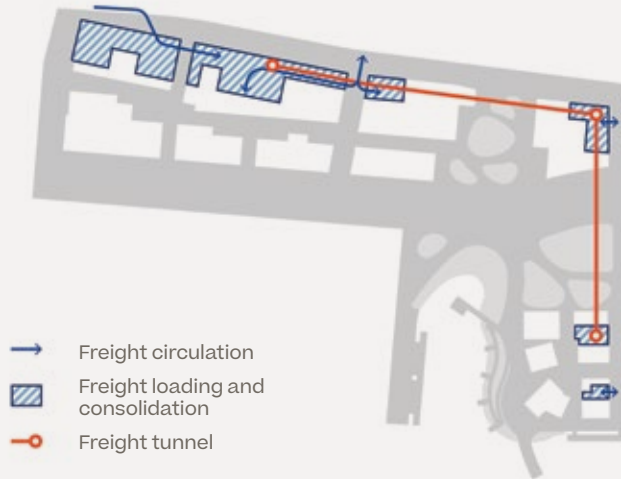 Freight circulation
Freight loading and
consolidation
Freight tunnel